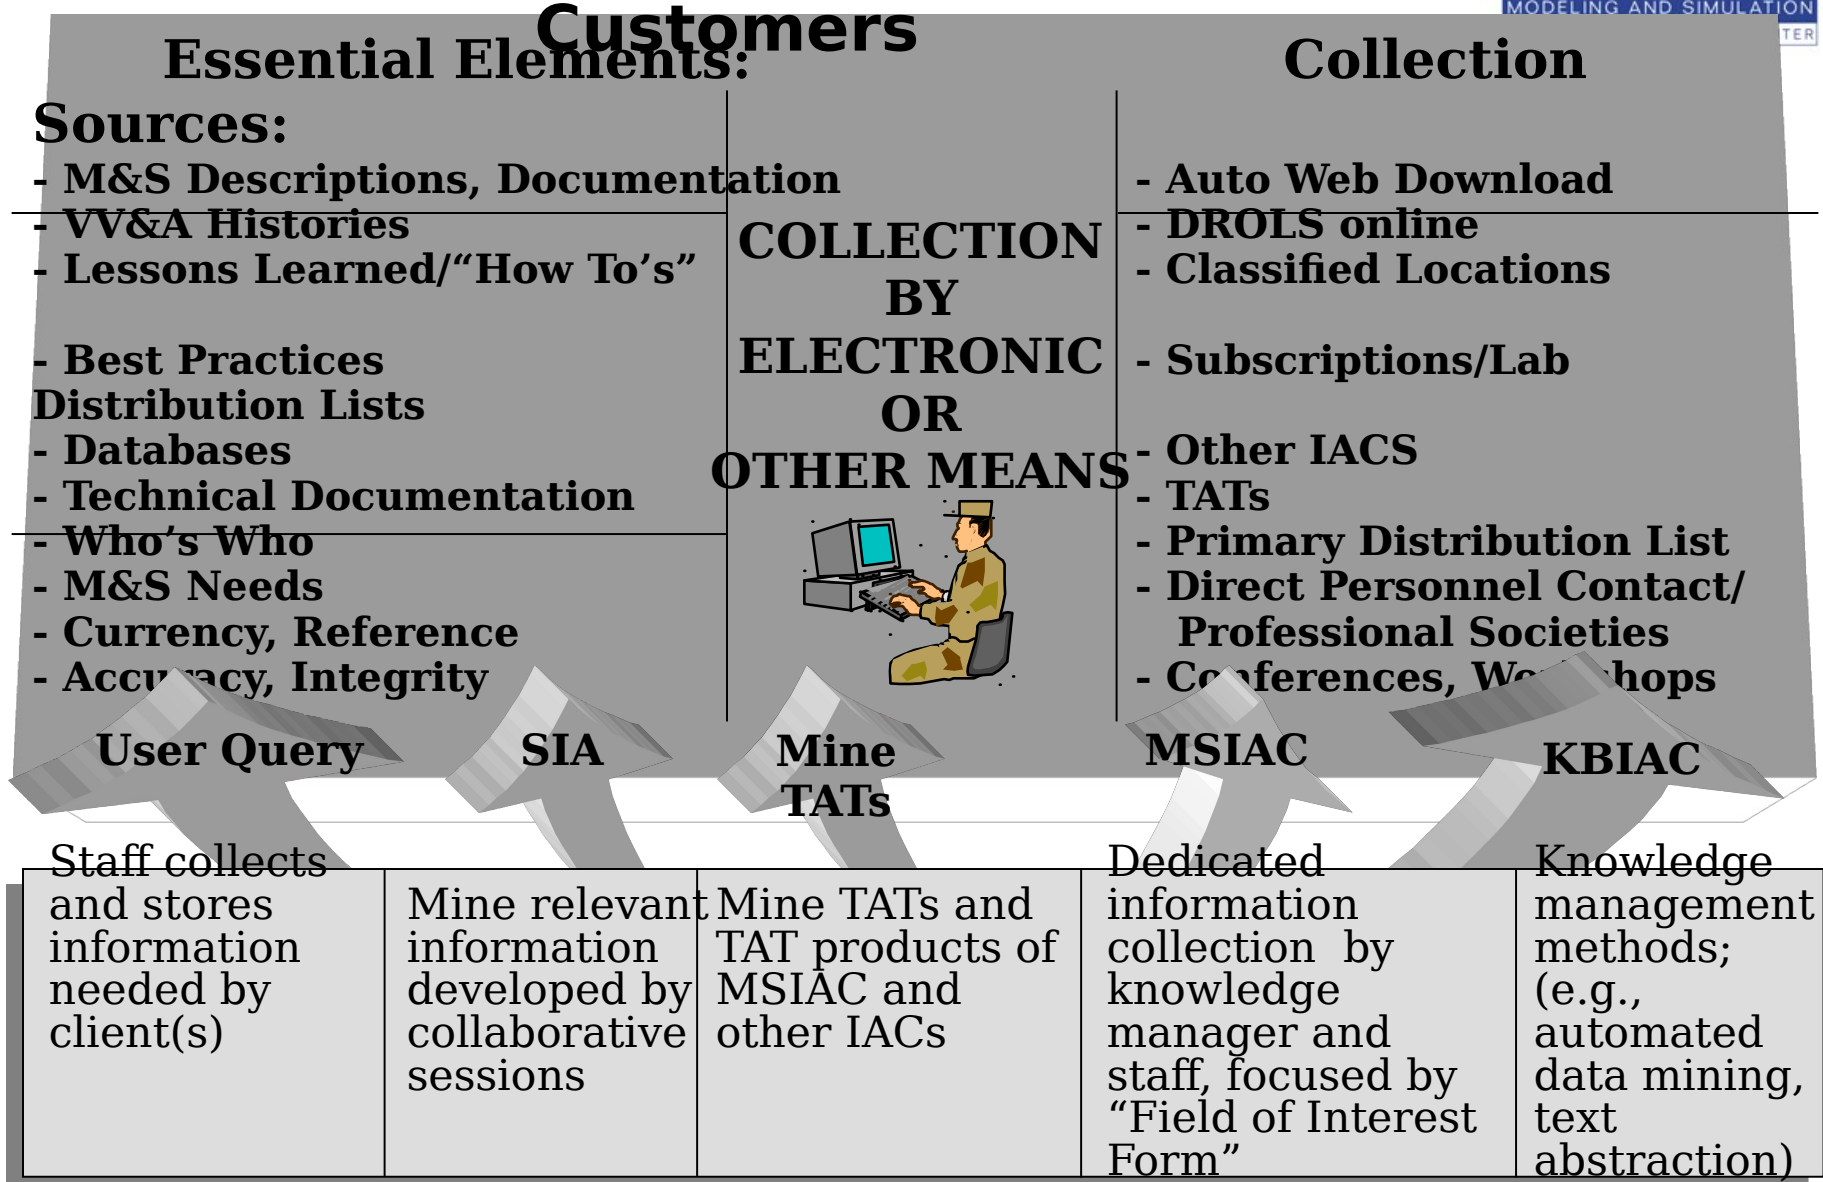 Customers
MODELING AND SIMULATION
TER
Essential Elements:
Collection
Sources:
- M&S Descriptions, Documentation
- VV&A Histories
- Lessons Learned/“How To’s”
- Best Practices
Distribution Lists
- Databases
- Technical Documentation
- Who’s Who
- M&S Needs
- Currency, Reference
- Accuracy, Integrity
COLLECTION
BY
ELECTRONIC
OR
OTHER MEANS
- Auto Web Download
- DROLS online
- Classified Locations
- Subscriptions/Lab
- Other IACS
- TATs
- Primary Distribution List
- Direct Personnel Contact/
Professional Societies
- Conferences, Workshops
User Query
SIA
Mine
TATs
MSIAC
KBIAC
Staff collects
and stores
information
needed by
client(s)
Mine relevant
information
developed by
collaborative
sessions
Mine TATs and
TAT products of
MSIAC and
other IACs
Dedicated
information
collection by
knowledge
manager and
staff, focused by
“Field of Interest
Form”
Knowledge
management
methods;
(e.g.,
automated
data mining,
text
abstraction)